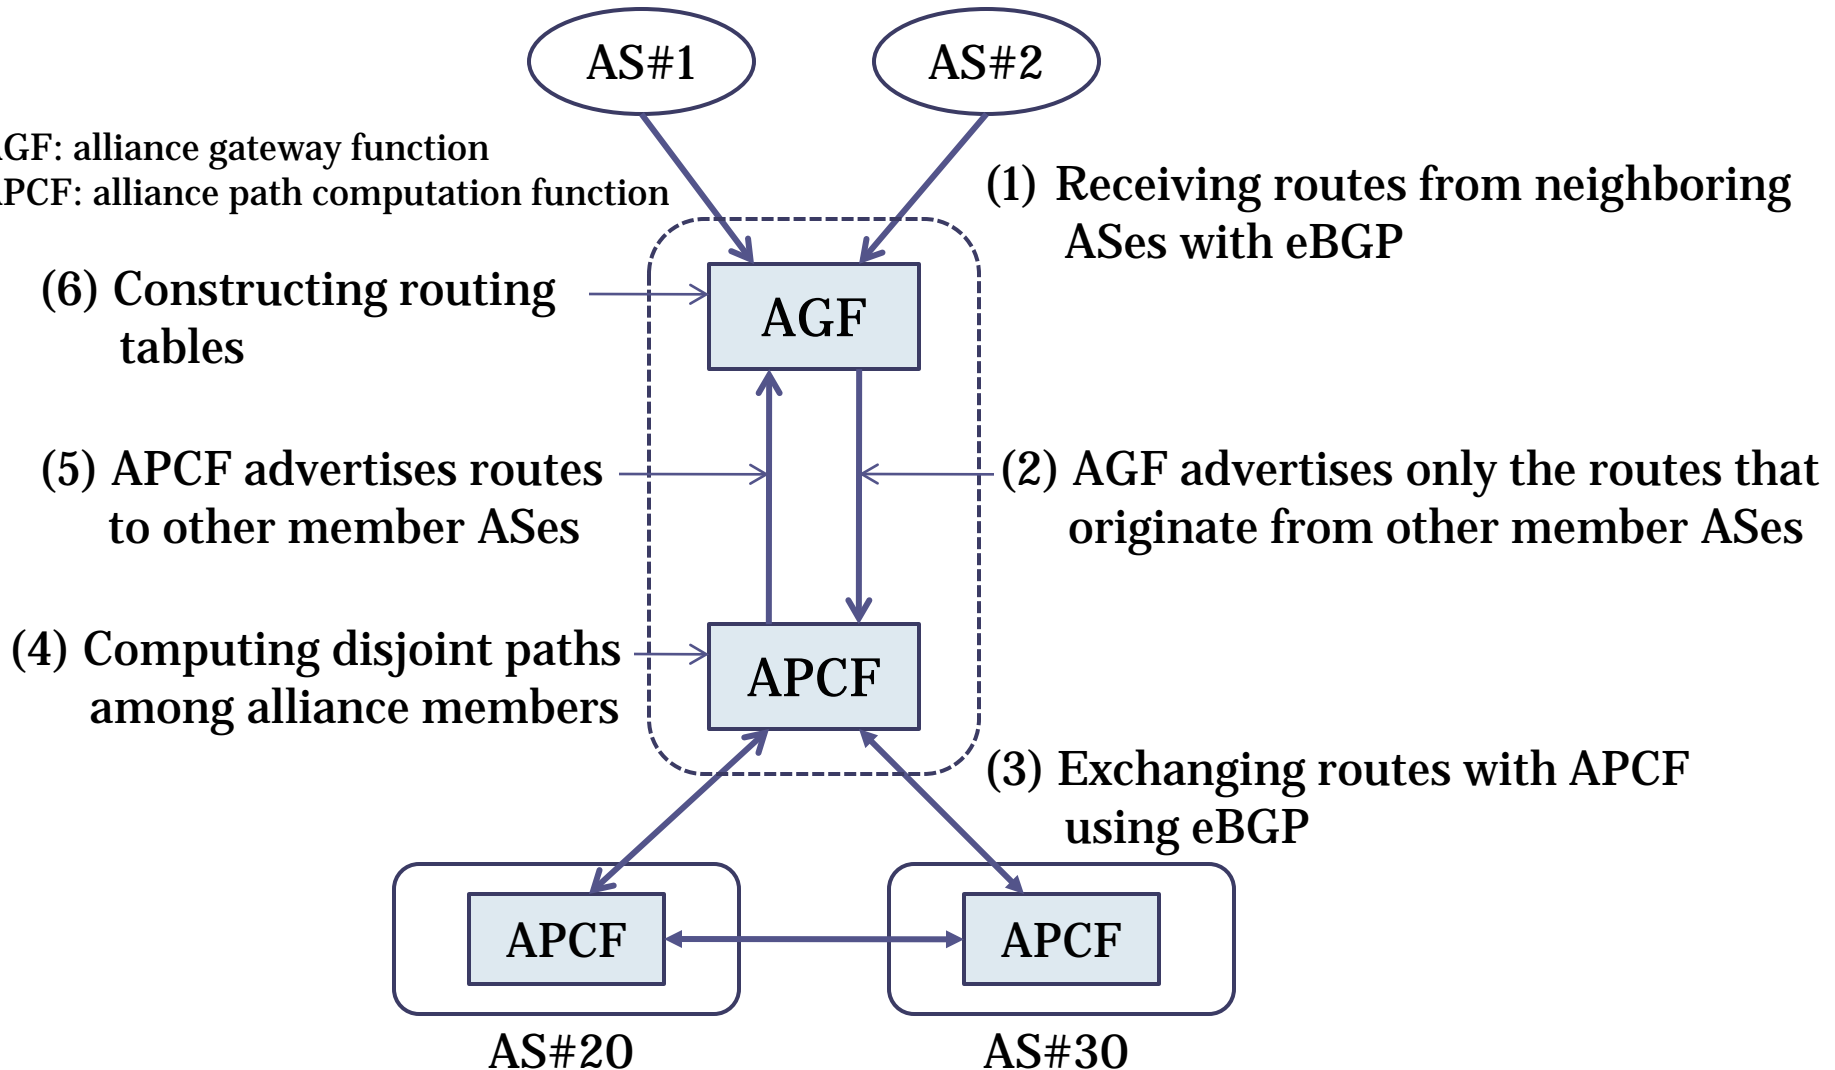 AS#1
AS#2
AGF: alliance gateway function
APCF: alliance path computation function
(1) Receiving routes from neighboring
ASes with eBGP
(6) Constructing routing
tables
AGF
(5) APCF advertises routes
to other member ASes
(2) AGF advertises only the routes that
originate from other member ASes
(4) Computing disjoint paths
among alliance members
APCF
(3) Exchanging routes with APCF
using eBGP
APCF
APCF
AS#20
AS#30